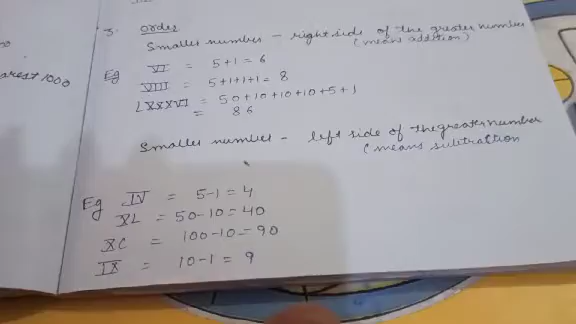 arest 1000
3. Order
Smaller number - right side of the greater number
(means addition)
Eg VI = 5+1 = 6
VIII = 5+1+1+1 = 8
LXXXVI = 50+10+10+10+5+1
= 86
Smaller number - left side of the greater number
(means subtraction
Eg IV = 5-1 = 4
XL = 50-10 = 40
XC = 100-10 = 90
IX = 10-1 = 9